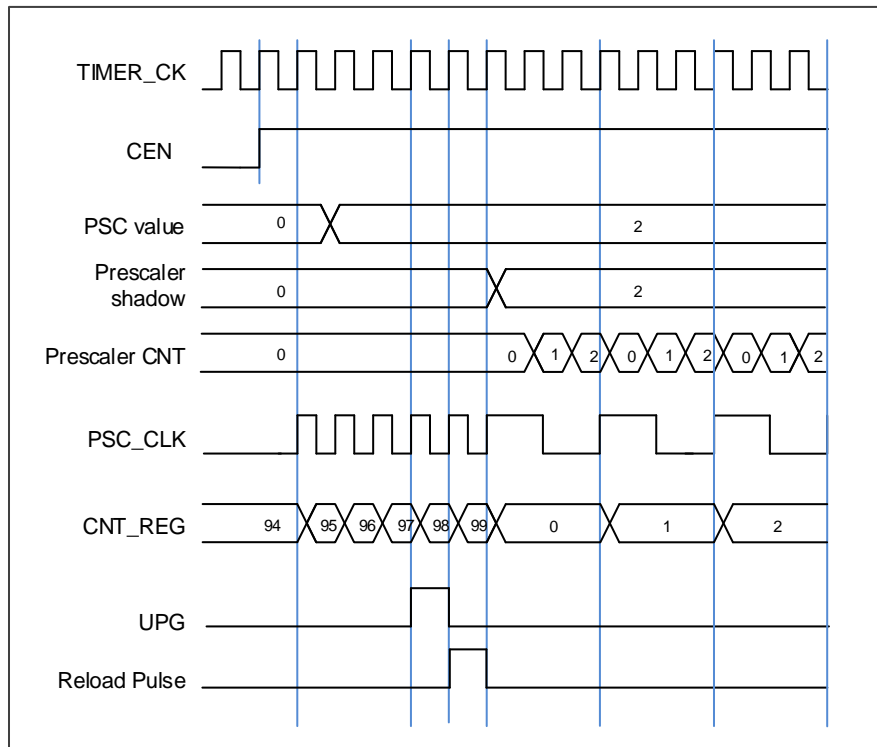 TIMER_CK
CEN
PSC value 0 2
Prescaler
shadow 0 2
Prescaler CNT 0 0 1 2 0 1 2 0 1 2
PSC_CLK
CNT_REG 94 95 96 97 98 99 0 1 2
UPG
Reload Pulse